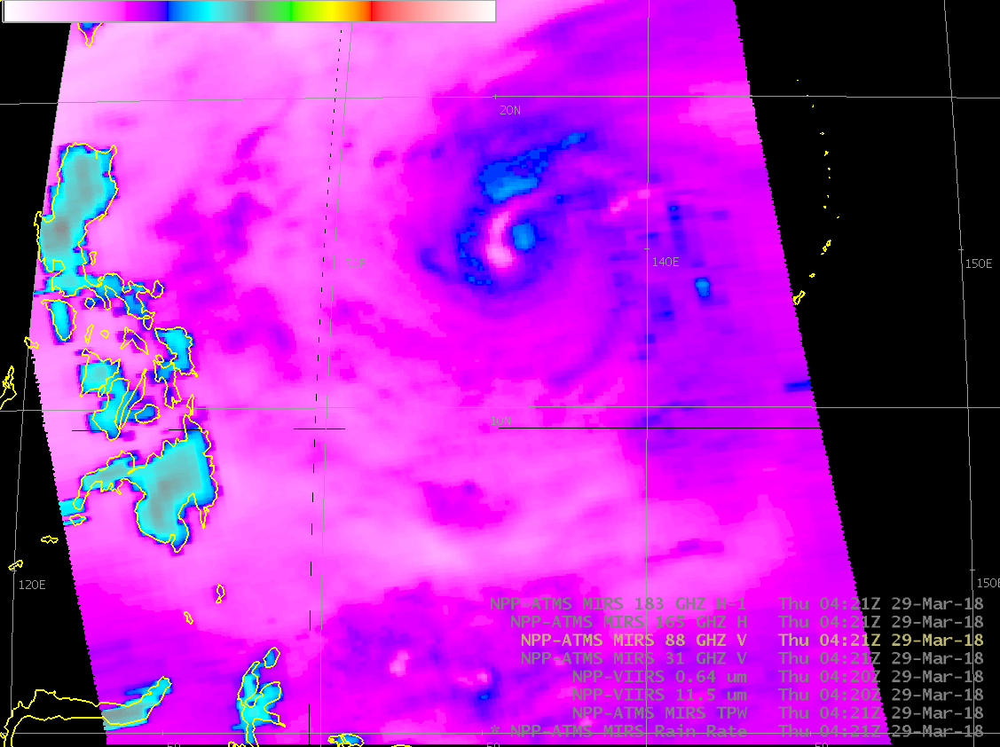 20N
140E
150E
10N
120E
150E
NPP-ATMS MIRS 183 GHZ H-1 Thu 04:21Z 29-Mar-18
NPP-ATMS MIRS 165 GHZ H Thu 04:21Z 29-Mar-18
NPP-ATMS MIRS 88 GHZ V Thu 04:21Z 29-Mar-18
NPP-ATMS MIRS 31 GHZ V Thu 04:21Z 29-Mar-18
NPP-VIIRS 0.64 um Thu 04:20Z 29-Mar-18
NPP-VIIRS 11.5 um Thu 04:20Z 29-Mar-18
NPP-ATMS MIRS TPW Thu 04:21Z 29-Mar-18
* NPP-ATMS MIRS Rain Rate Thu 04:21Z 29-Mar-18